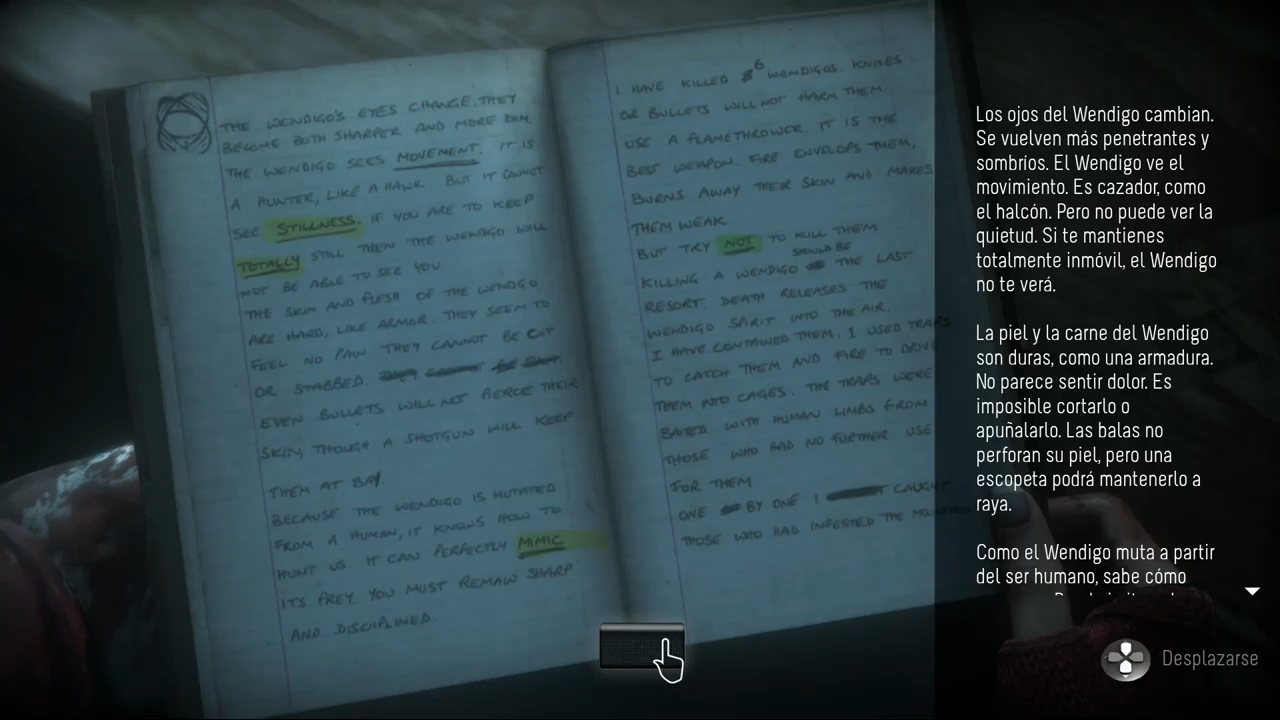 THE WENDIGO'S EYES CHANGE. THEY
BECOME BOTH SHARPER AND MORE DIM.
THE WENDIGO SEES MOVEMENT. IT IS
A HUNTER, LIKE A HAWK. BUT IT CANNOT
SEE STILLNESS. IF YOU ARE TO KEEP
TOTALLY STILL THEN THE WENDIGO WILL
NOT BE ABLE TO SEE YOU.
THE SKIN AND FLESH OF THE WENDIGO
ARE HARD, LIKE ARMOR. THEY SEEM TO
FEEL NO PAIN. THEY CANNOT BE CUT
OR STABBED.
EVEN BULLETS WILL NOT PIERCE THEIR
SKIN, THOUGH A SHOTGUN WILL KEEP
THEM AT BAY.
BECAUSE THE WENDIGO IS MUTATED
FROM A HUMAN, IT KNOWS HOW TO
HUNT US. IT CAN PERFECTLY MIMIC
ITS PREY. YOU MUST REMAIN SHARP
AND DISCIPLINED.
I HAVE KILLED 6 WENDIGOS. KNIVES
OR BULLETS WILL NOT HARM THEM.
USE A FLAMETHROWER. IT IS THE
BEST WEAPON. FIRE ENVELOPS THEM,
BURNS AWAY THEIR SKIN AND MAKES
THEM WEAK.
BUT TRY NOT TO KILL THEM.
KILLING A WENDIGO SHOULD BE THE LAST
RESORT. DEATH RELEASES THE
WENDIGO SPIRIT INTO THE AIR.
I HAVE CONTAINED THEM. I USED TRAPS
TO CATCH THEM AND FIRE TO DRIVE
THEM INTO CAGES. THE TRAPS WERE
BAITED WITH HUMAN LIMBS FROM
THOSE WHO HAD NO FURTHER USE
FOR THEM.
ONE BY ONE I CAUGHT
THOSE WHO HAD INFESTED THE MOUNTAIN
Los ojos del Wendigo cambian.
Se vuelven más penetrantes y
sombríos. El Wendigo ve el
movimiento. Es cazador, como
el halcón. Pero no puede ver la
quietud. Si te mantienes
totalmente inmóvil, el Wendigo
no te verá.
La piel y la carne del Wendigo
son duras, como una armadura.
No parece sentir dolor. Es
imposible cortarlo o
apuñalarlo. Las balas no
perforan su piel, pero una
escopeta podrá mantenerlo a
raya.
Como el Wendigo muta a partir
del ser humano, sabe cómo
Desplazarse